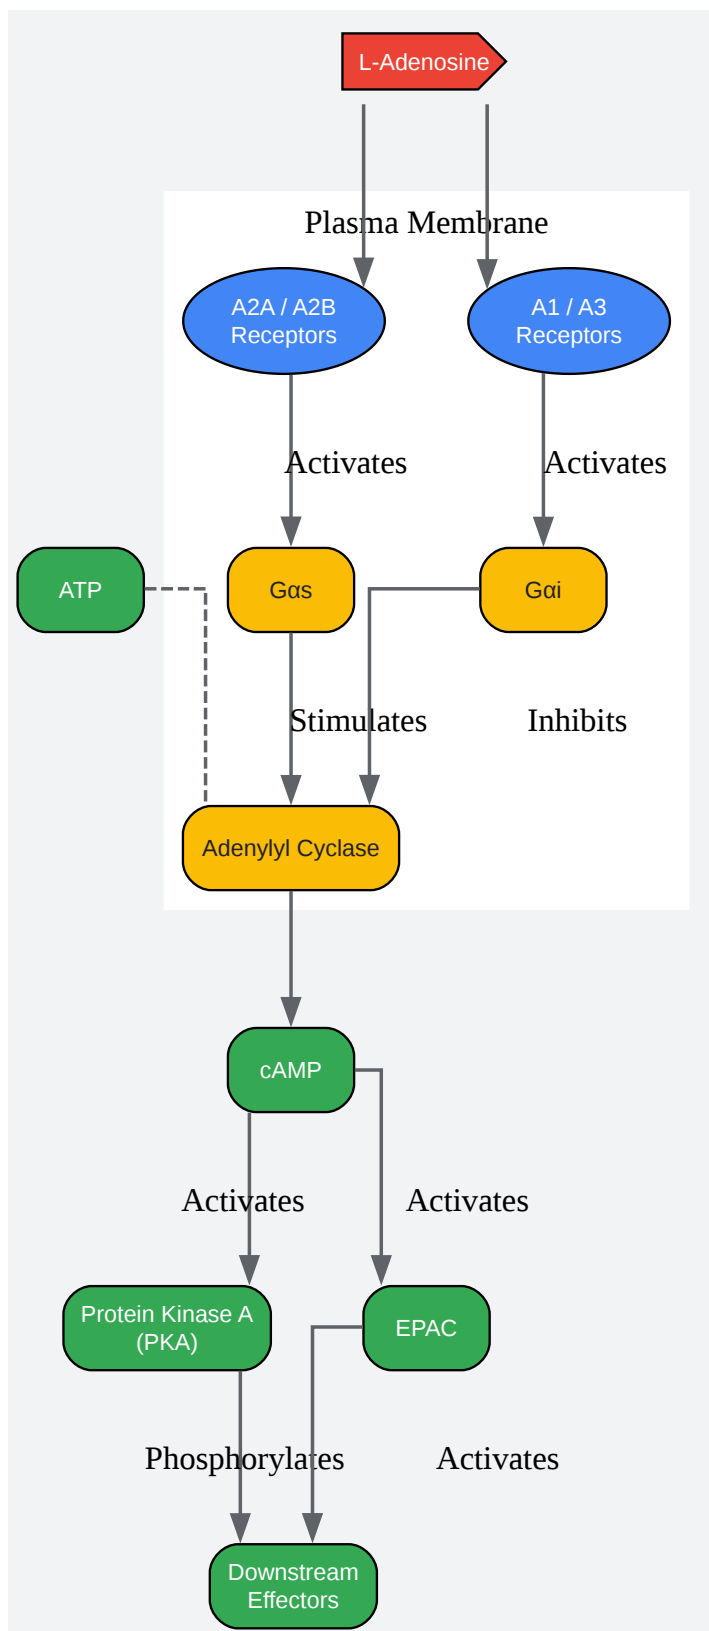 L-Adenosine
Plasma Membrane
A2A / A2B
Receptors
A1 / A3
Receptors
Activates
Activates
ATP
Gαs
Gαi
Stimulates
Inhibits
Adenylyl Cyclase
cAMP
Activates
Activates
Protein Kinase A
(PKA)
EPAC
Phosphorylates
Activates
Downstream
Effectors